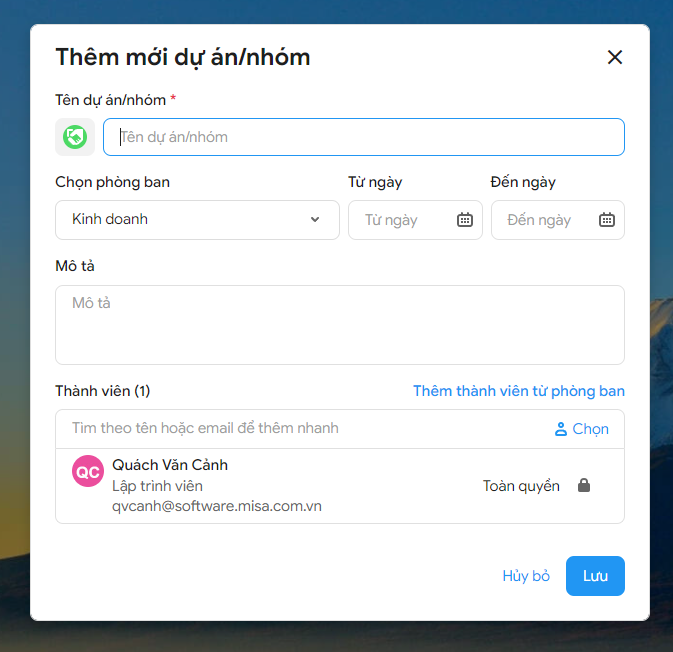 Thêm mới dự án/nhóm
Tên dự án/nhóm *
Tên dự án/nhóm
Chọn phòng ban
Từ ngày
Đến ngày
Kinh doanh
Từ ngày
Đến ngày
Mô tả
Mô tả
Thành viên (1)
Thêm thành viên từ phòng ban
Tìm theo tên hoặc email để thêm nhanh
Chọn
QC
Quách Văn Cảnh
Lập trình viên
qvcanh@software.misa.com.vn
Toàn quyền
Hủy bỏ
Lưu